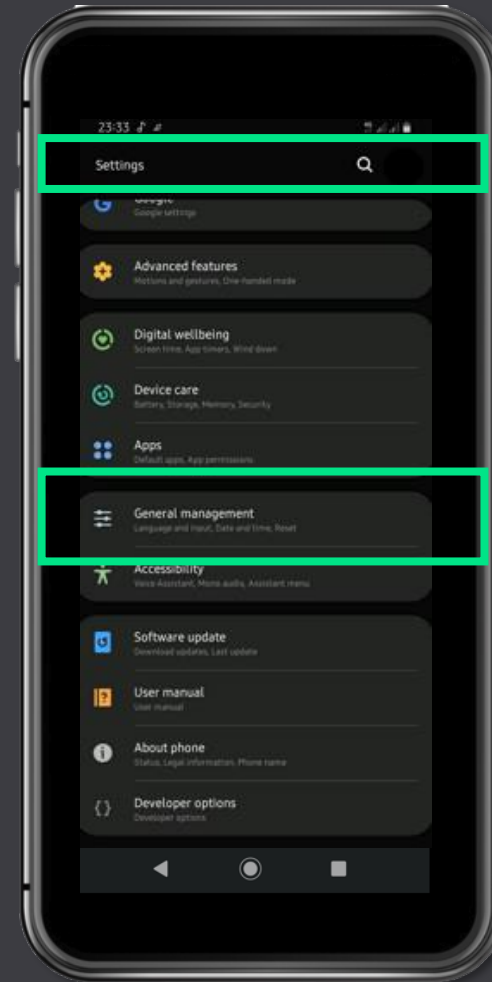 23:33
Settings
Google
Google settings
Advanced features
Motions and gestures, One-handed mode
Digital wellbeing
Screen time, App timers, Wind down
Device care
Battery, Storage, Memory, Security
Apps
Default apps, App permissions
General management
Language and input, Date and time, Reset
Accessibility
Voice Assistant, Mono audio, Assistant menu
Software update
Download updates, Last update
User manual
User manual
About phone
Status, Legal information, Phone name
Developer options
Developer options